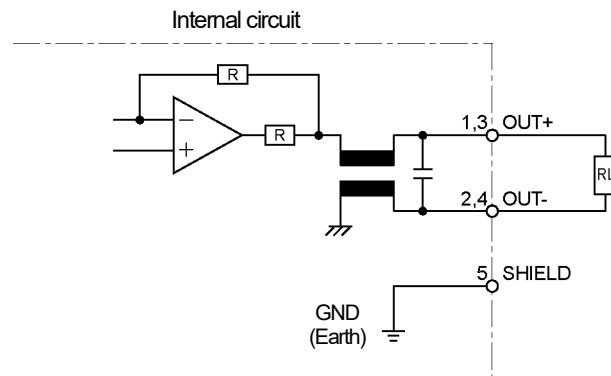 Internal circuit
R
R
−
+
1,3 OUT+
RL
2,4 OUT-
5 SHIELD
GND
(Earth)